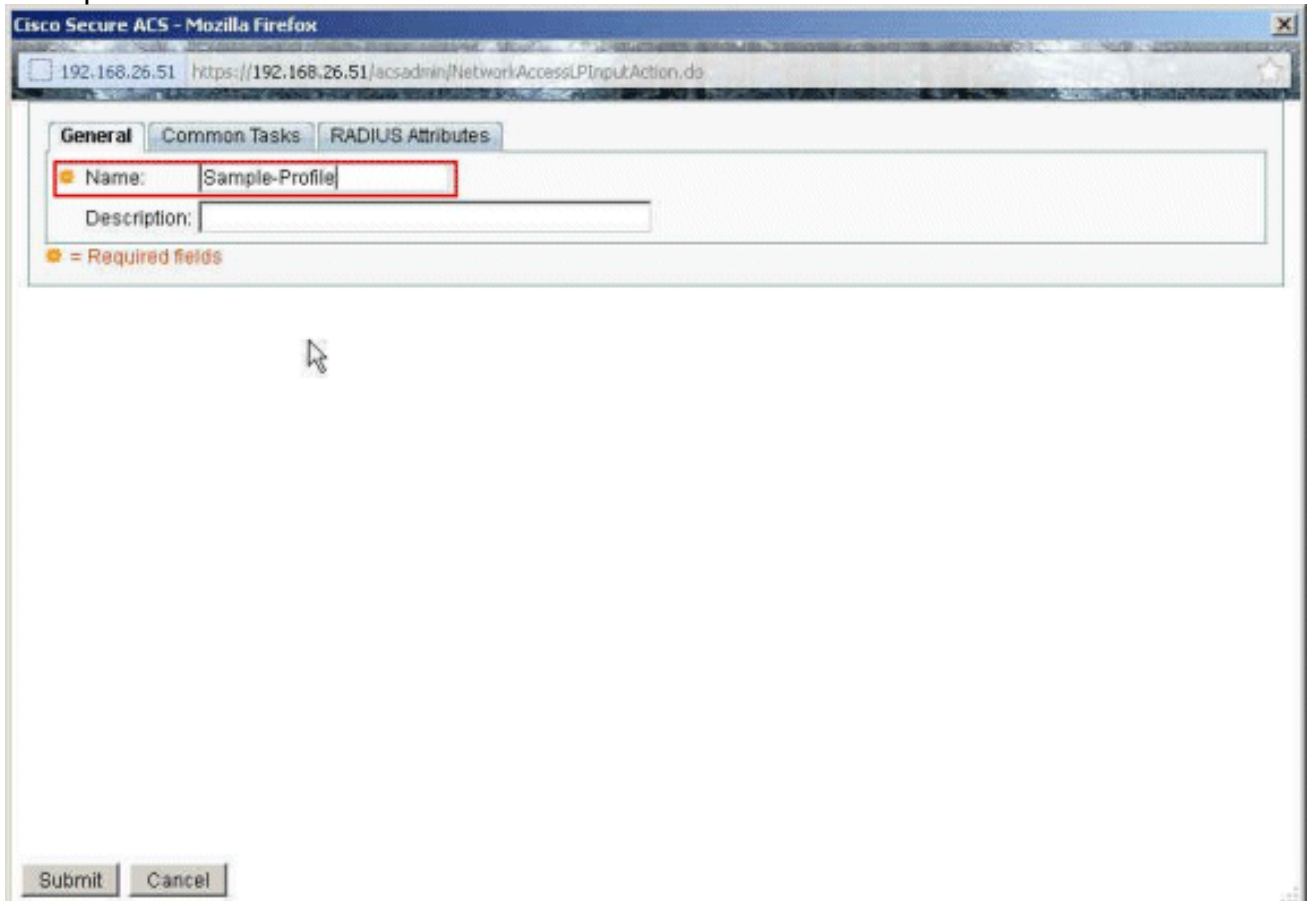 Cisco Secure ACS - Mozilla Firefox
192.168.26.51 https://192.168.26.51/acsadmin/NetworkAccessLPInputAction.do
General Common Tasks RADIUS Attributes
Name: Sample-Profile
Description:
= Required fields
Submit Cancel